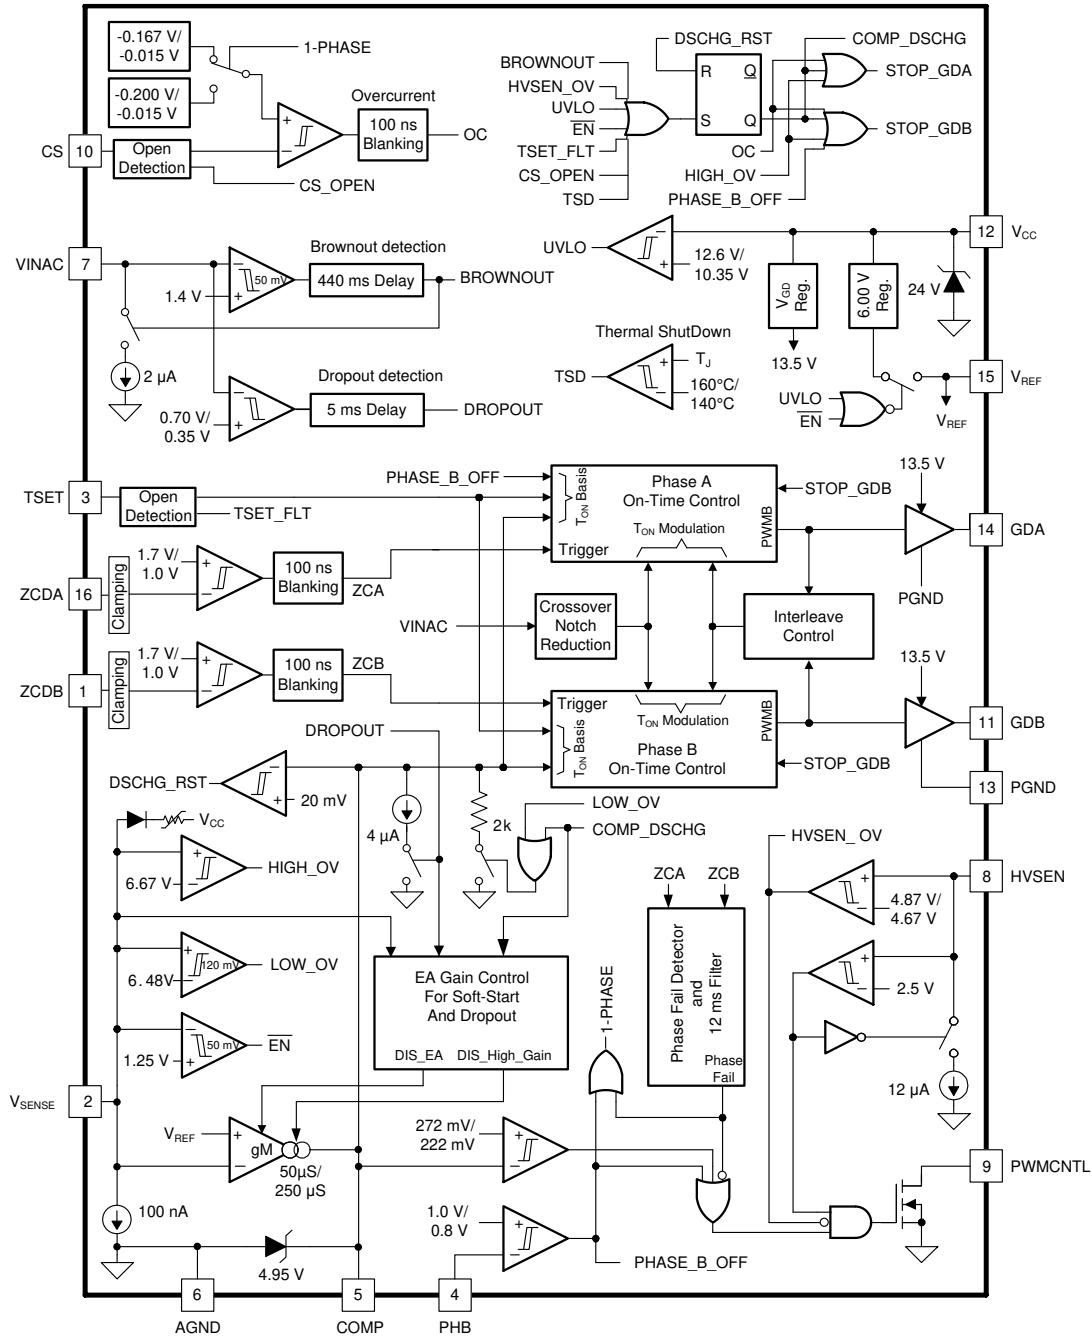 -0.167 V/
-0.015 V
1-PHASE
-0.200 V/
-0.015 V
+
−
Overcurrent
100 ns
Blanking
OC
CS
10
Open
Detection
CS_OPEN
DSCHG_RST
COMP_DSCHG
BROWNOUT
HVSEN_OV
UVLO
EN
TSET_FLT
CS_OPEN
TSD
R
Q
S
Q
STOP_GDA
STOP_GDB
OC
HIGH_OV
PHASE_B_OFF
VINAC
7
Brownout detection
−
50 mV
+
1.4 V
440 ms Delay
BROWNOUT
2 µA
Dropout detection
−
+
0.70 V/
0.35 V
5 ms Delay
DROPOUT
UVLO
−
+
12.6 V/
10.35 V
12
VCC
VGD
Reg.
6.00 V
Reg.
24 V
13.5 V
Thermal ShutDown
TSD
+
−
TJ
160°C/
140°C
15
VREF
UVLO
EN
VREF
TSET
3
Open
Detection
TSET_FLT
PHASE_B_OFF
TON Basis
Phase A
On-Time Control
TON Modulation
Trigger
PWMB
STOP_GDB
13.5 V
14
GDA
PGND
ZCDA
16
Clamping
1.7 V/
1.0 V
+
−
100 ns
Blanking
ZCA
VINAC
Crossover
Notch
Reduction
Interleave
Control
ZCDB
1
Clamping
1.7 V/
1.0 V
+
−
100 ns
Blanking
ZCB
Trigger
TON Modulation
TON Basis
Phase B
On-Time Control
PWMB
STOP_GDB
13.5 V
11
GDB
13
PGND
DROPOUT
DSCHG_RST
−
+
20 mV
VCC
4 µA
2k
LOW_OV
COMP_DSCHG
+
−
6.67 V
HIGH_OV
+
−
120 mV
6.48V
LOW_OV
−
+
50 mV
1.25 V
EN
EA Gain Control
For Soft-Start
And Dropout
DIS_EA
DIS_High_Gain
ZCA
ZCB
Phase Fail Detector
and
12 ms Filter
Phase
Fail
1-PHASE
HVSEN_OV
+
−
4.87 V/
4.67 V
8
HVSEN
+
−
2.5 V
12 µA
VSENSE
2
VREF
+
−
gM
50µS/
250 µS
272 mV/
222 mV
+
−
1.0 V/
0.8 V
+
−
PHASE_B_OFF
9
PWMCNTL
100 nA
4.95 V
6
AGND
5
COMP
4
PHB